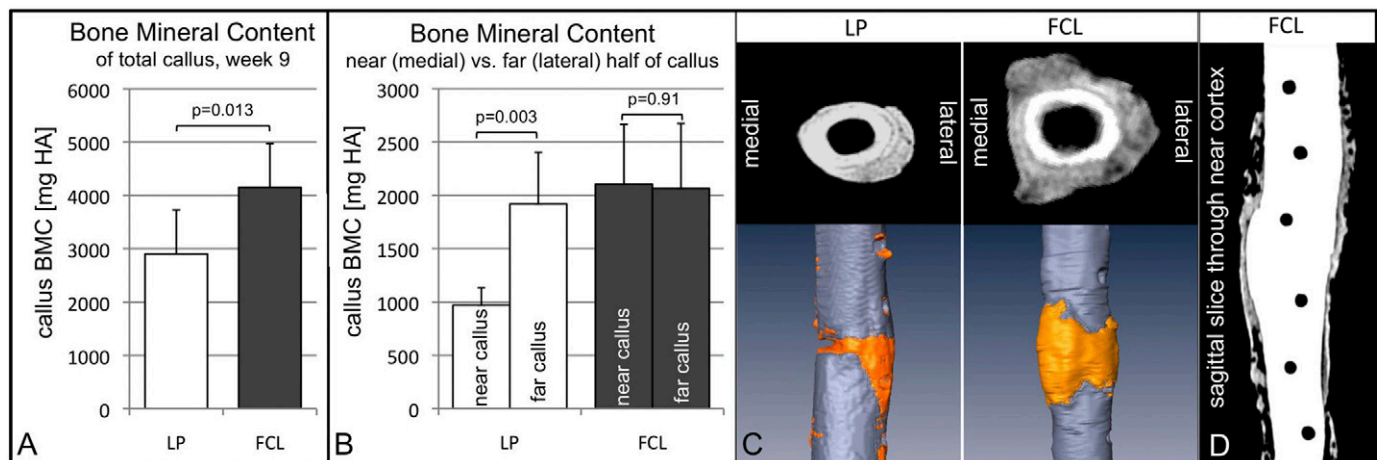 Bone Mineral Content
of total callus, week 9
callus BMC [mg HA]
6000
5000
4000
3000
2000
1000
0
p=0.013
LP
FCL
A
Bone Mineral Content
near (medial) vs. far (lateral) half of callus
callus BMC [mg HA]
3000
2500
2000
1500
1000
500
0
p=0.003
p=0.91
near callus
far callus
near callus
far callus
LP
FCL
B
LP
FCL
medial
lateral
medial
lateral
C
FCL
sagittal slice through near cortex
D